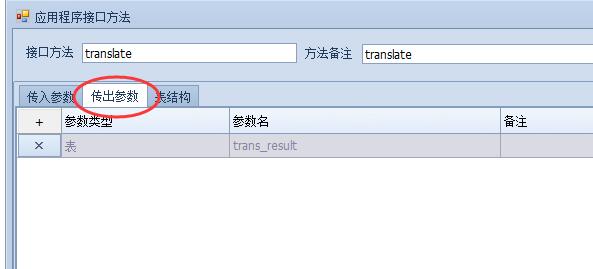 应用程序接口方法
接口方法 translate 方法备注 translate
传入参数 传出参数 表结构
+ 参数类型 参数名 备注
× 表 trans_result